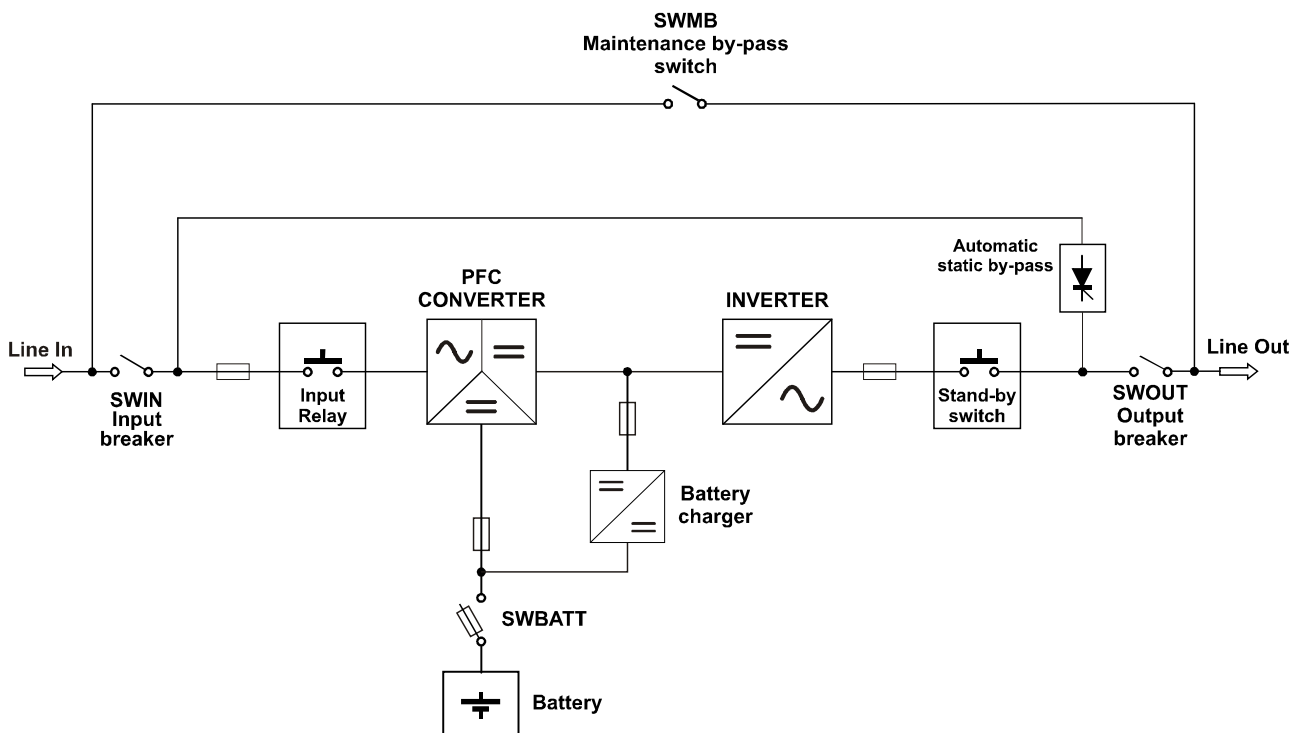 SWMB
Maintenance by-pass
switch
Automatic
static by-pass
PFC
CONVERTER
INVERTER
Line In
Line Out
SWIN
Input
breaker
Input
Relay
Stand-by
switch
SWOUT
Output
breaker
Battery
charger
SWBATT
Battery